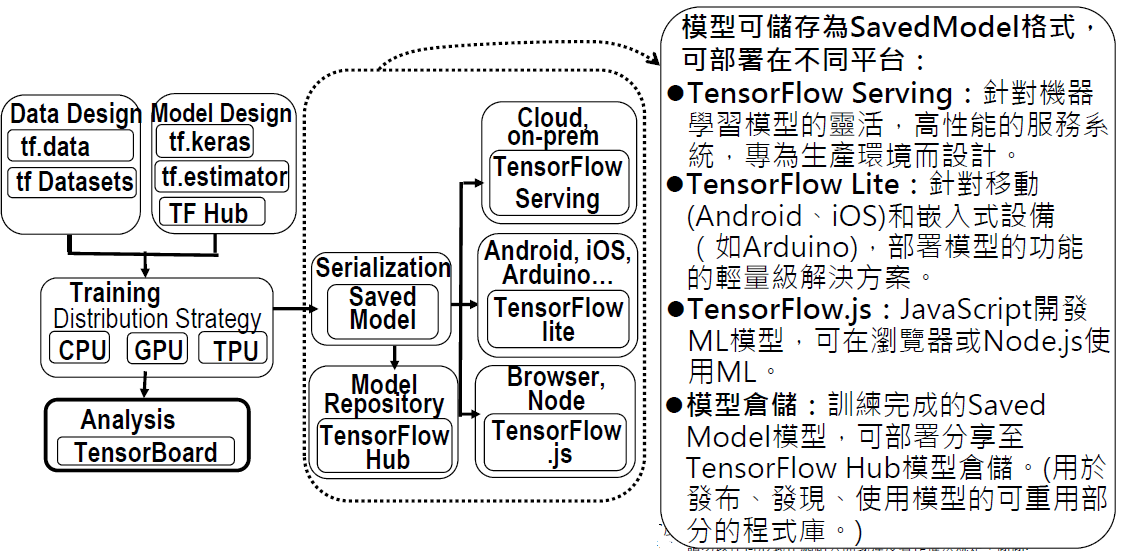 Data Design
tf.data
tf Datasets
Model Design
tf.keras
tf.estimator
TF Hub
Training
Distribution Strategy
CPU
GPU
TPU
Analysis
TensorBoard
Serialization
Saved
Model
Model
Repository
TensorFlow
Hub
Cloud,
on-prem
TensorFlow
Serving
Android, iOS,
Arduino...
TensorFlow
lite
Browser,
Node
TensorFlow
.js
模型可儲存為SavedModel格式，
可部署在不同平台：
●TensorFlow Serving：針對機器
學習模型的靈活，高性能的服務系
統，專為生產環境而設計。
●TensorFlow Lite：針對移動
(Android、iOS)和嵌入式設備
（如Arduino)，部署模型的功能
的輕量級解決方案。
●TensorFlow.js：JavaScript開發
ML模型，可在瀏覽器或Node.js使
用ML。
●模型倉儲：訓練完成的Saved
Model模型，可部署分享至
TensorFlow Hub模型倉儲。(用於
發布、發現、使用模型的可重用部
分的程式庫。)